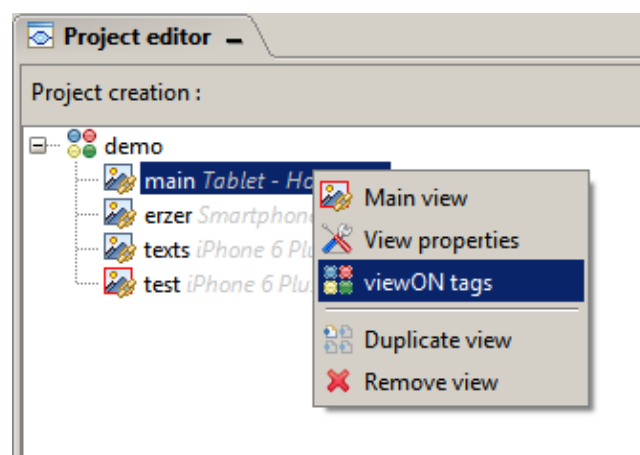 Project editor
Project creation :
demo
main Tablet - Ho
erzer Smartphone
texts iPhone 6 Plu
test iPhone 6 Plu
Main view
View properties
viewON tags
Duplicate view
Remove view